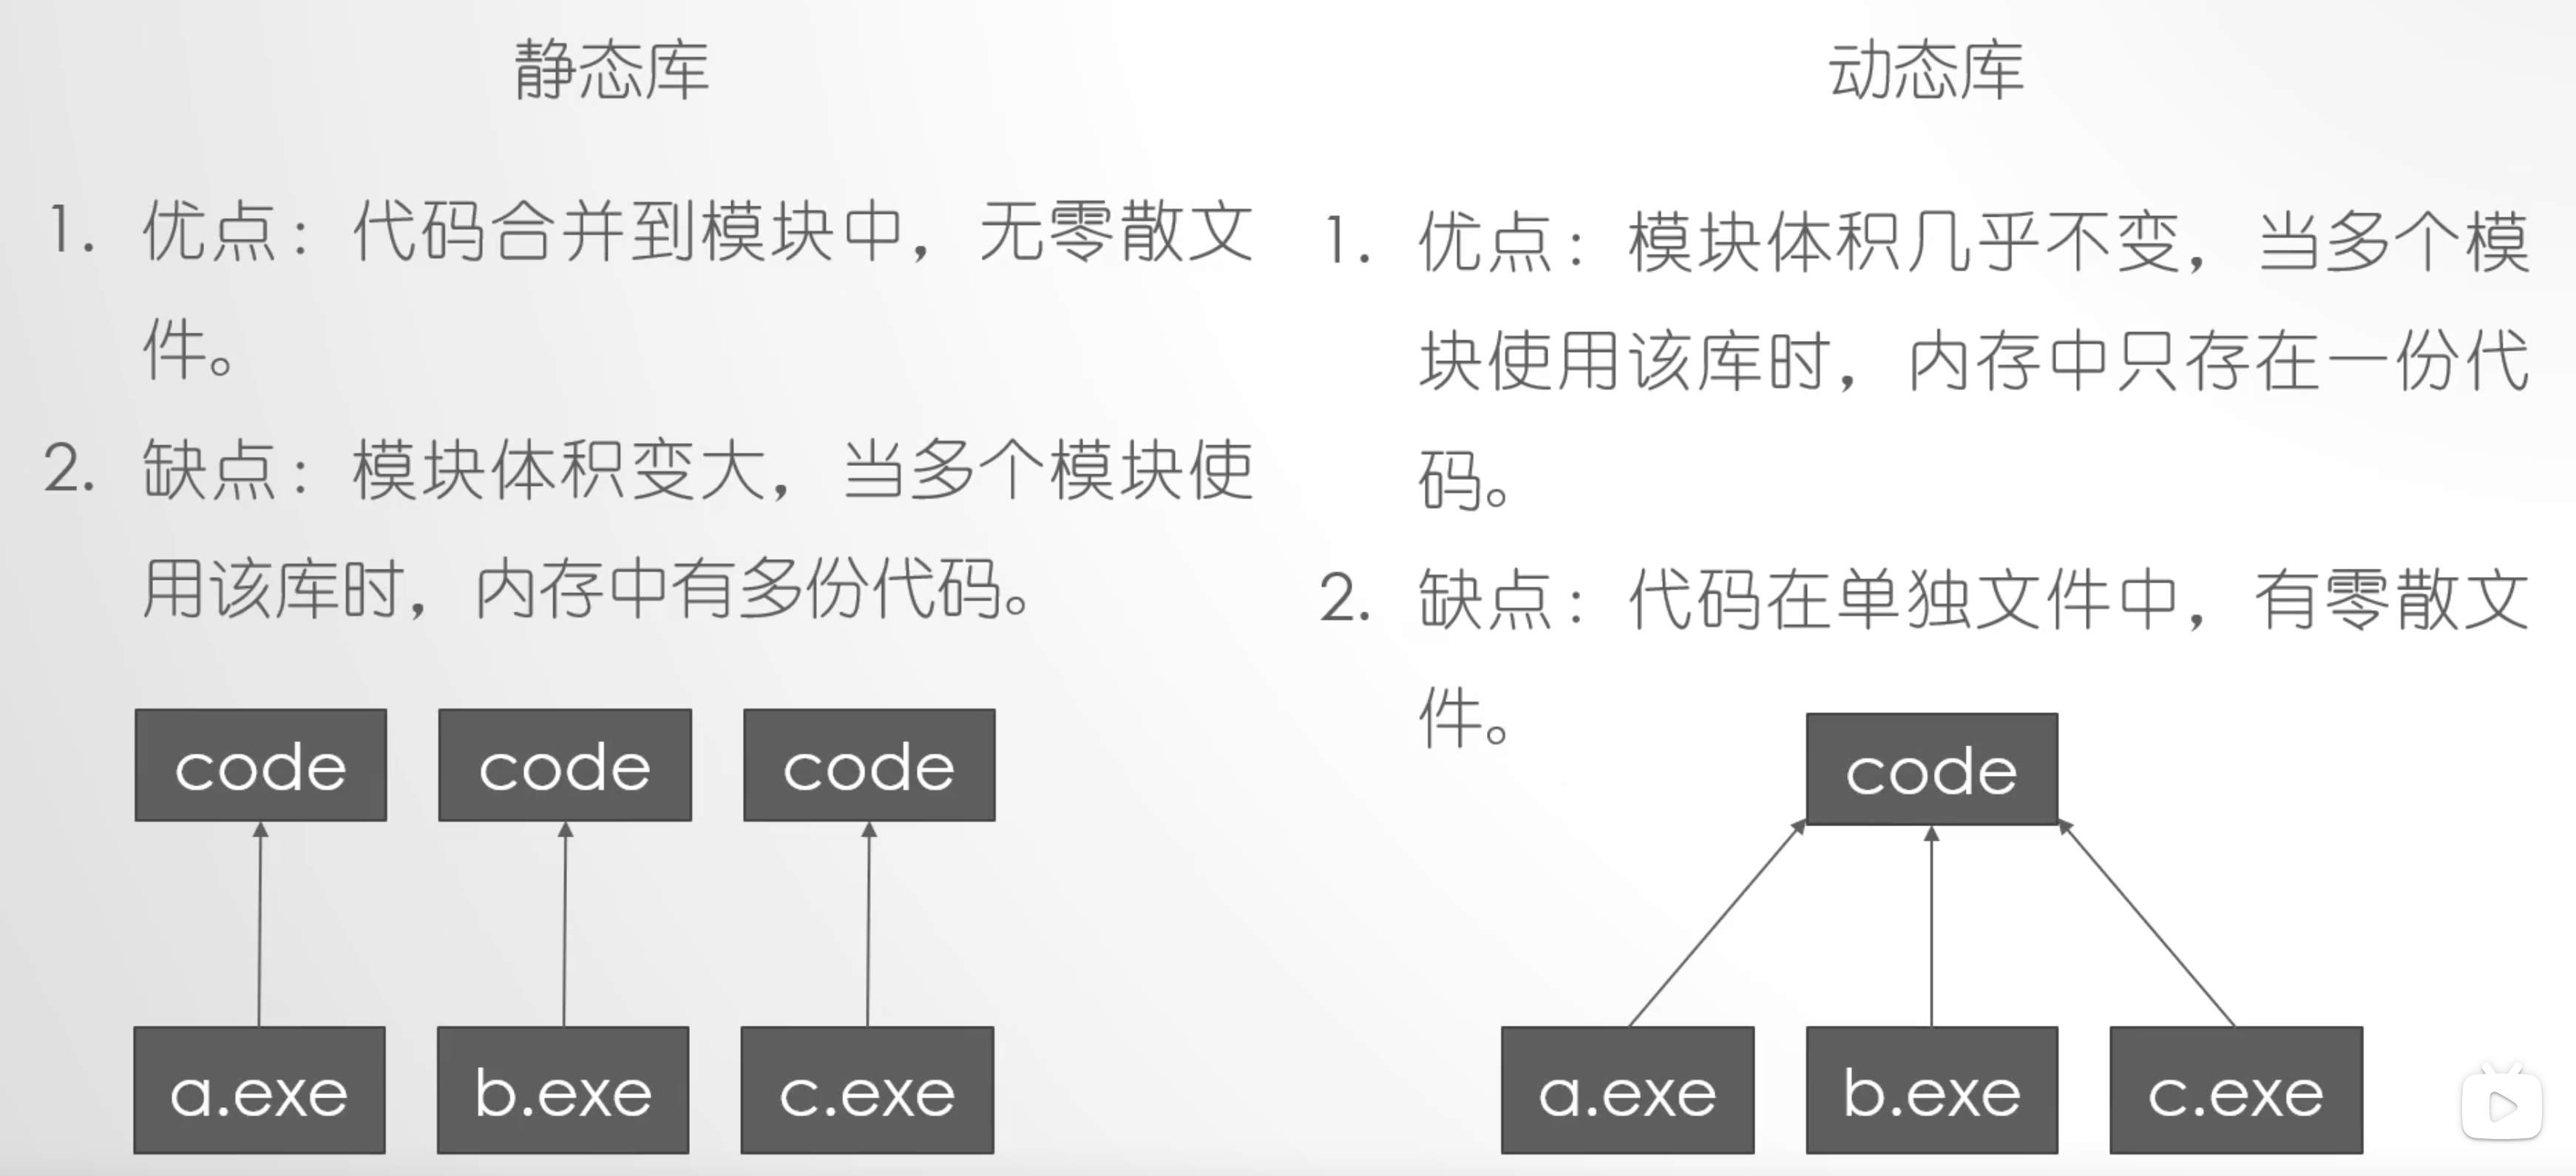 静态库
1. 优点：代码合并到模块中，无零散文
件。
2. 缺点：模块体积变大，当多个模块使
用该库时，内存中有多份代码。
code code code
a.exe b.exe c.exe
动态库
1. 优点：模块体积几乎不变，当多个模
块使用该库时，内存中只存在一份代
码。
2. 缺点：代码在单独文件中，有零散文
件。
code
a.exe b.exe c.exe